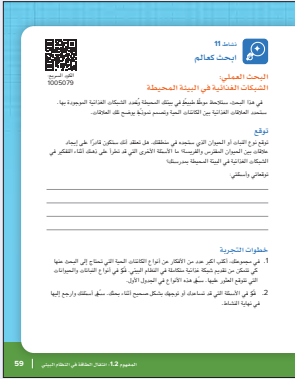 نشاط 11
ابحث كعالم
الكود السريع:
1005079
البحث العملي:
الشبكات الغذائية في البيئة المحيطة
في هذا البحث، ستلاحظ موطنًا طبيعيًا في بيئتك المحيطة لتُحدد الشبكات الغذائية الموجودة بها.
ستحدد العلاقات الغذائية بين الكائنات الحية وتصمم نموذجًا يوضح تلك العلاقات.
توقع
توقع نوع النبات أو الحيوان الذي ستجده في منطقتك. هل تعتقد أنك ستكون قادرًا على إيجاد
علاقات بين الحيوان المفترس والفريسة؟ ما الأسئلة الأخرى التي قد تطرأ على ذهنك أثناء التفكير في
الشبكات الغذائية في البيئة المحيطة بمدرستك؟
توقعاتي وأسئلتي:
خطوات التجربة
1. في مجموعتك، اكتب أكبر عدد من الأفكار عن أنواع الكائنات الحية التي تحتاج إلى البحث عنها
كي تتمكن من تقديم شبكة غذائية متكاملة في النظام البيئي. فكّر في أنواع النباتات والحيوانات
التي تتوقع العثور عليها. سجّل هذه الأنواع في الجدول الأول.
2. فكّر في الأسئلة التي قد تساعدك أو توجهك بشكل صحيح أثناء بحثك. سجّل أسئلتك وارجع إليها
في نهاية النشاط.
المفهوم 1.2: انتقال الطاقة في النظام البيئي 59